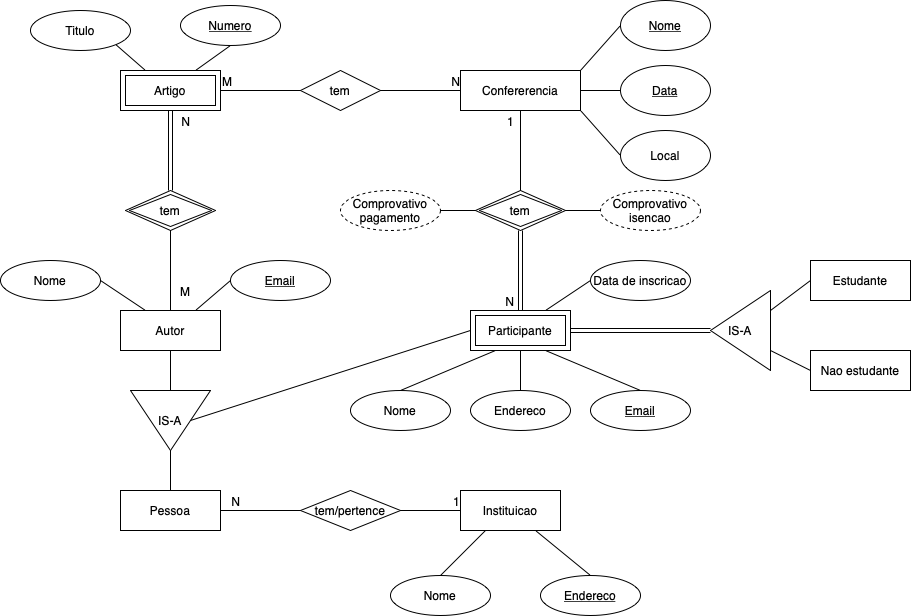 Titulo
Numero
Nome
Artigo
M
tem
N
Confererencia
Data
N
1
Local
Comprovativo
pagamento
tem
tem
Comprovativo
isencao
Nome
M
Email
N
Data de inscricao
Estudante
Autor
Participante
IS-A
Nao estudante
IS-A
Nome
Endereco
Email
Pessoa
N
tem/pertence
1
Instituicao
Nome
Endereco